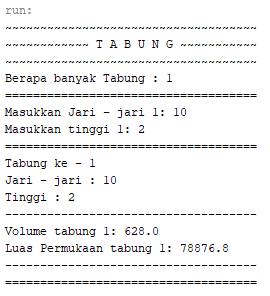 run:
~~~~~~~~~~~~~~~~~~~~~~~~~~~~~~~~~~~~
~~~~~~~~~~~~ T A B U N G ~~~~~~~~~~~
~~~~~~~~~~~~~~~~~~~~~~~~~~~~~~~~~~~~
Berapa banyak Tabung : 1
====================================
Masukkan Jari - jari 1: 10
Masukkan tinggi 1: 2
====================================
Tabung ke - 1
Jari - jari : 10
Tinggi : 2
------------------------------------
Volume tabung 1: 628.0
Luas Permukaan tabung 1: 78876.8
------------------------------------
====================================